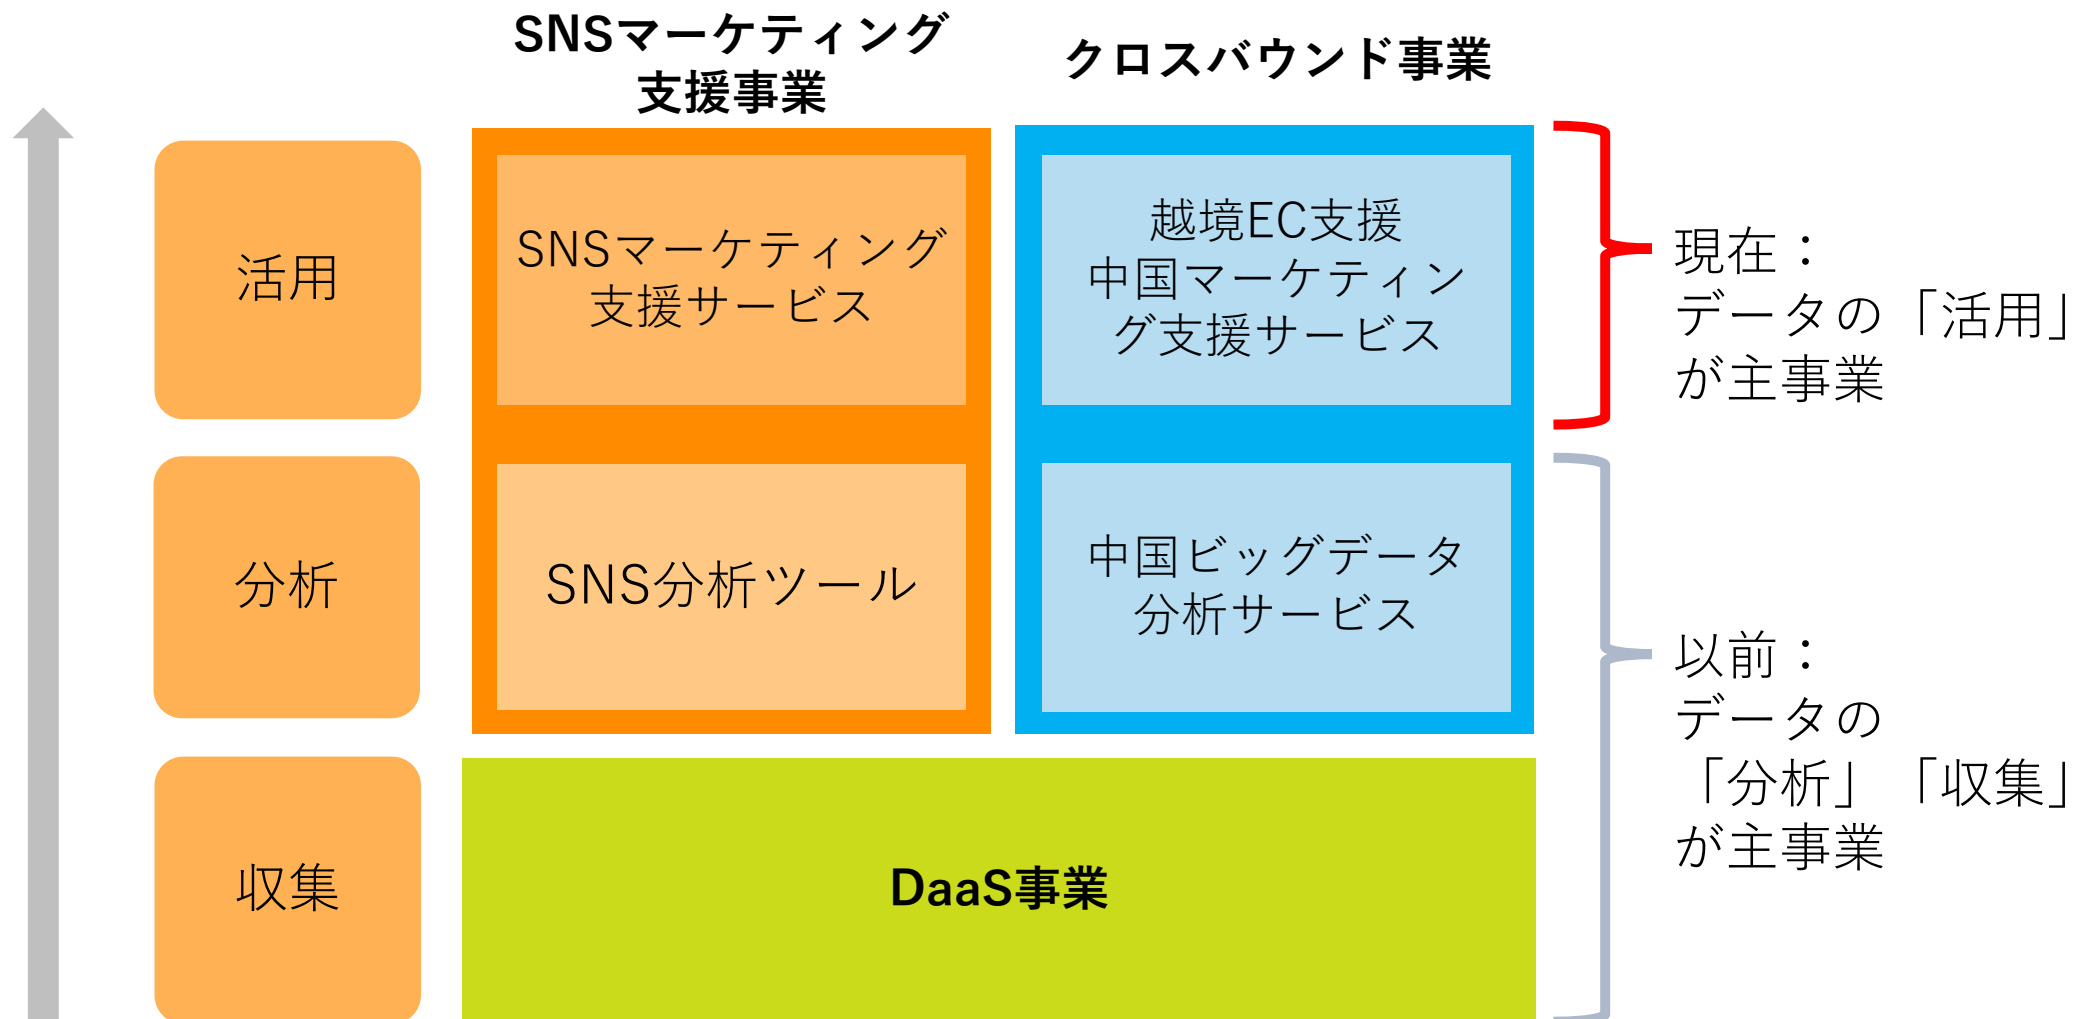 SNSマーケティング
支援事業
クロスバウンド事業
活用
SNSマーケティング
支援サービス
越境EC支援
中国マーケティン
グ支援サービス
現在：
データの「活用」
が主事業
分析
SNS分析ツール
中国ビッグデータ
分析サービス
以前：
データの
「分析」「収集」
が主事業
収集
DaaS事業